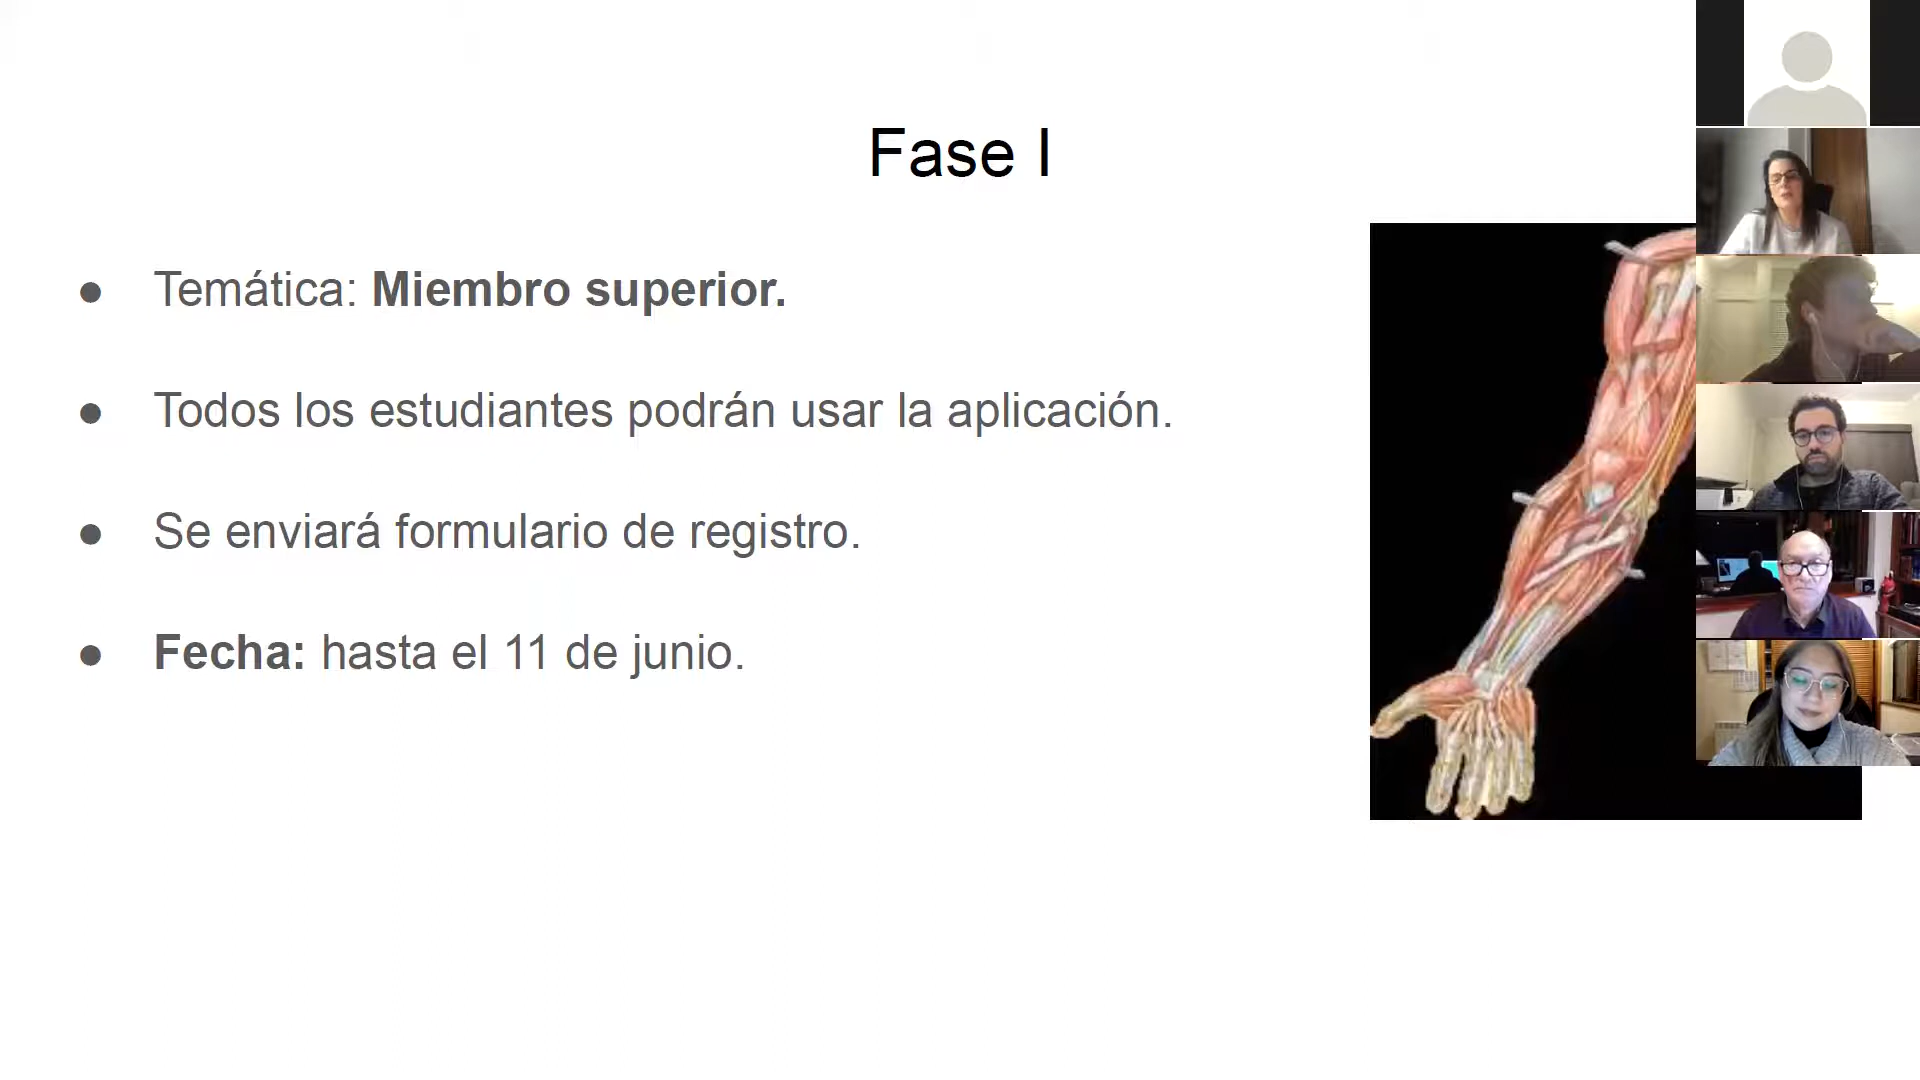 Fase I
Temática: Miembro superior.
Todos los estudiantes podrán usar la aplicación.
Se enviará formulario de registro.
Fecha: hasta el 11 de junio.